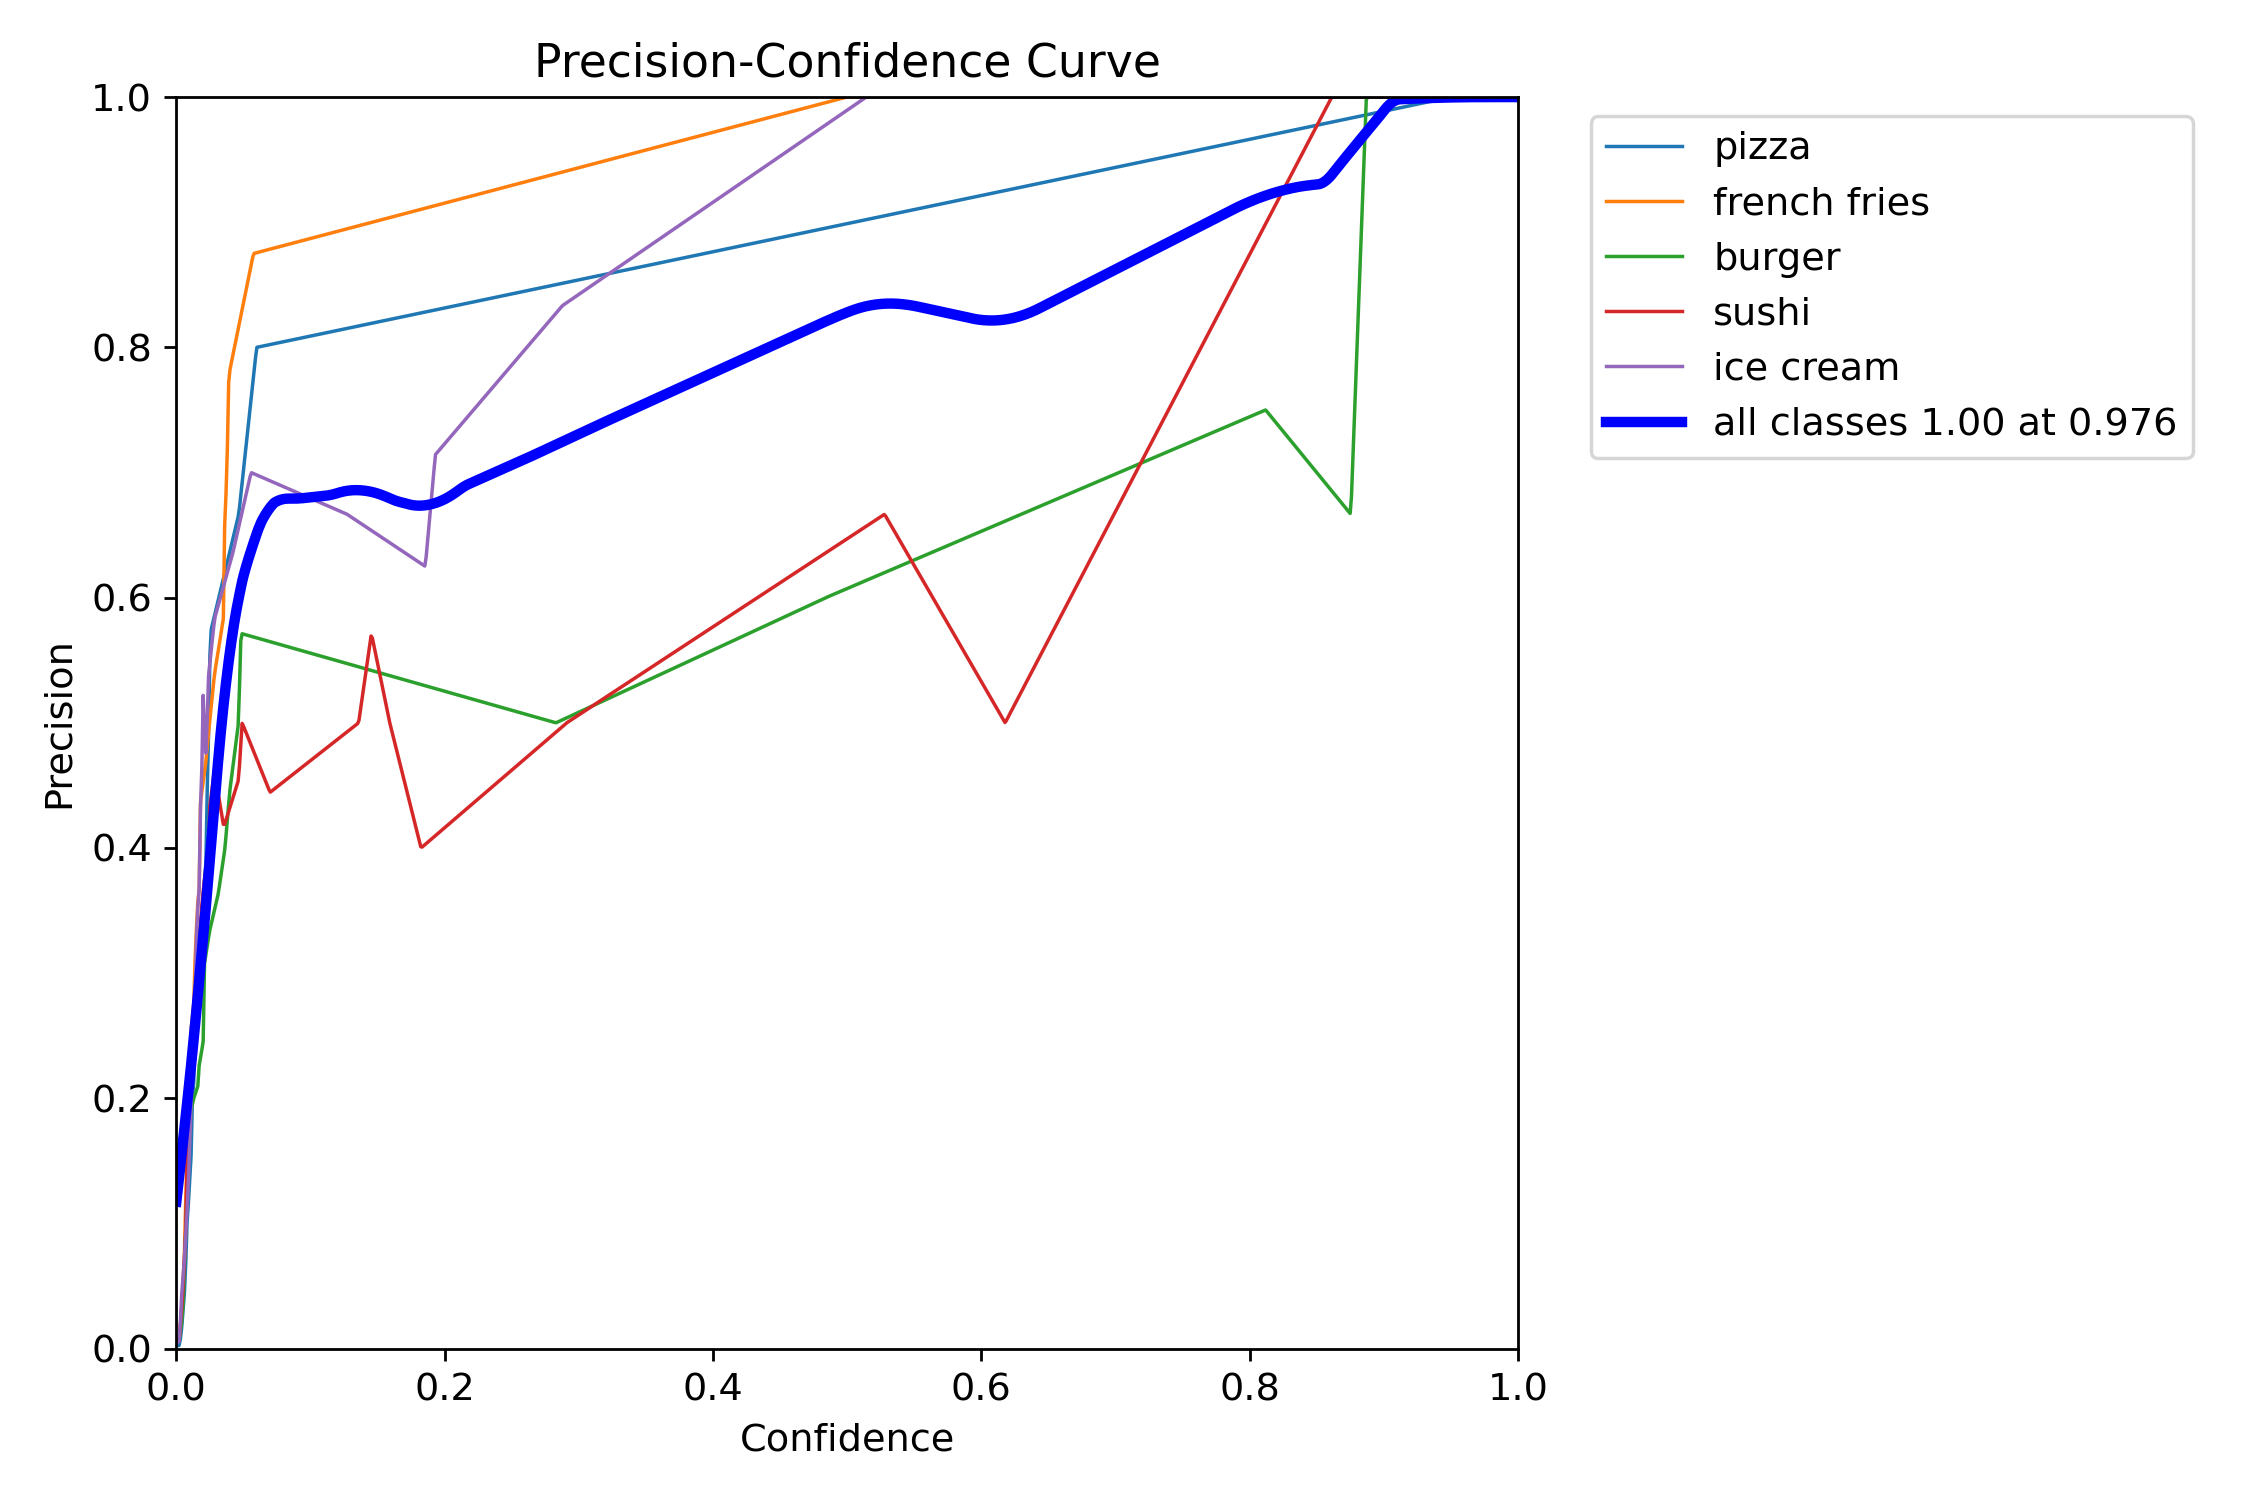 Precision-Confidence Curve
1.0
0.8
0.6
0.4
0.2
0.0
Precision
0.0 0.2 0.4 0.6 0.8 1.0
Confidence
pizza
french fries
burger
sushi
ice cream
all classes 1.00 at 0.976